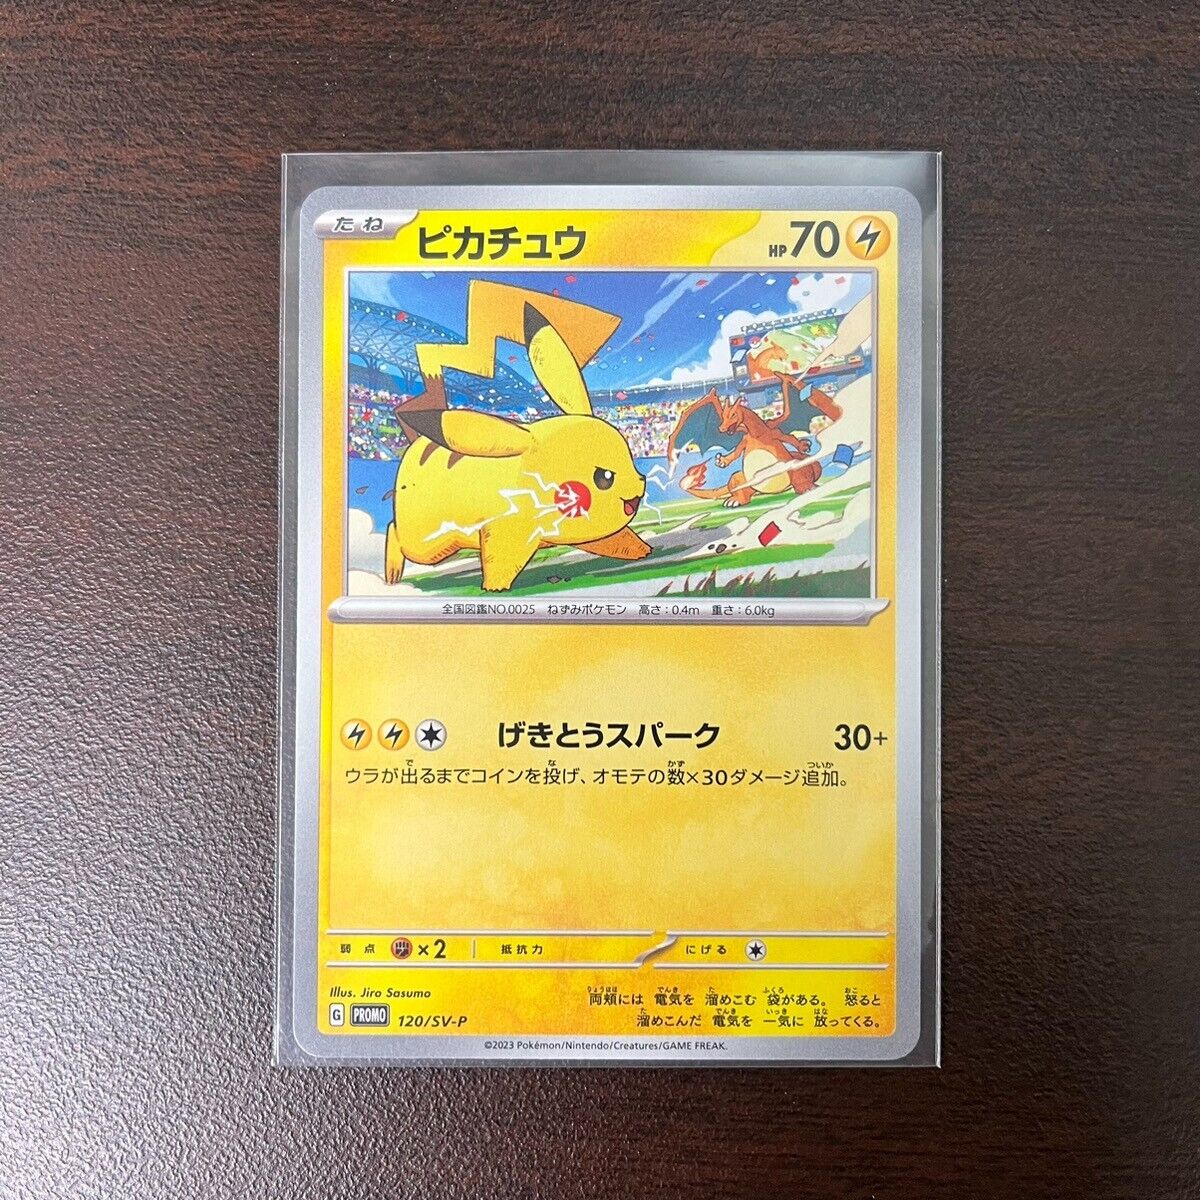 たね
ピカチュウ
HP70
全国図鑑NO.0025 ねずみポケモン 高さ:0.4m 重さ:6.0kg
げきとうスパーク 30+
ウラが出るまでコインを投げ、オモテの数×30ダメージ追加。
弱点 ×2 抵抗力 にげる
Illus. Jiro Sasumo
両頬には 電気を 溜めこむ 袋がある。 怒ると
溜めこんだ 電気を 一気に 放ってくる。
G PROMO 120/SV-P
©2023 Pokémon/Nintendo/Creatures/GAME FREAK.